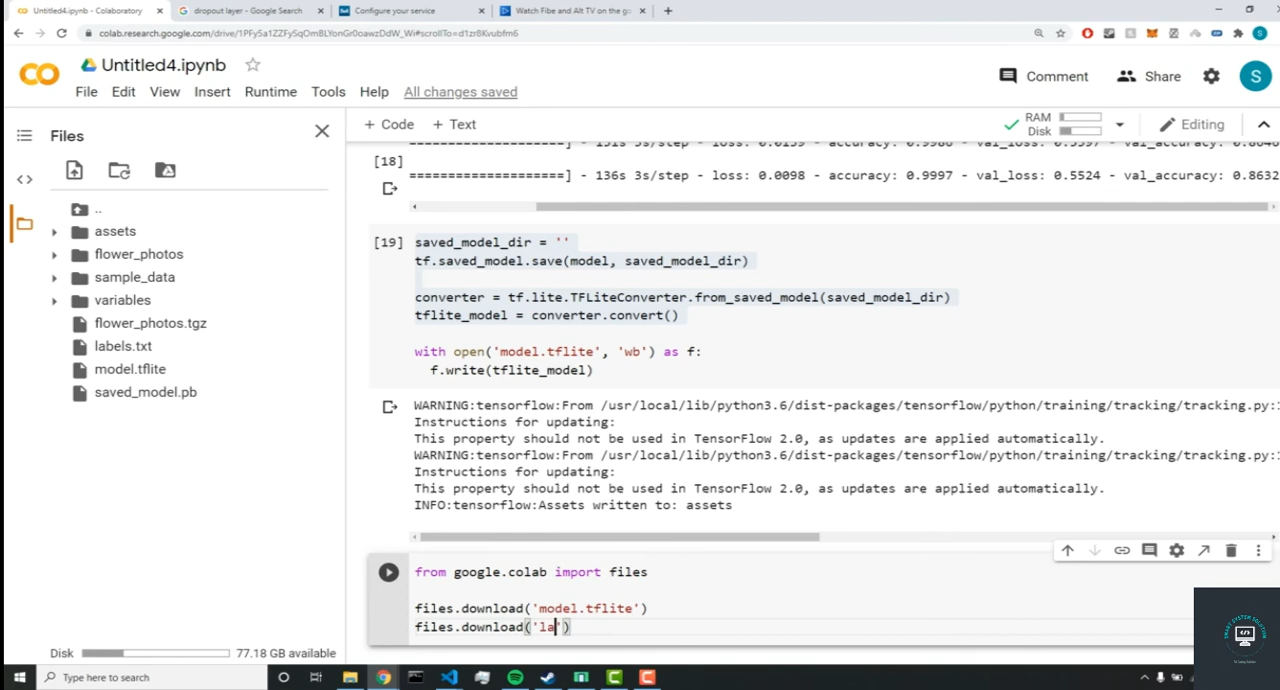 Untitled4.ipynb - Colaboratory
dropout layer - Google Search
Configure your service
Watch Fibe and Alt TV on the go
colab.research.google.com/drive/1PFy5a1ZZFySqOmBLYonGr0oawzDdW_Wi#scrollTo=d1zr8Kvubfm6
Untitled4.ipynb
Comment
Share
S
File Edit View Insert Runtime Tools Help All changes saved
Files
+ Code + Text
RAM
Disk
Editing
[18]
====================] - 136s 3s/step - loss: 0.0098 - accuracy: 0.9997 - val_loss: 0.5524 - val_accuracy: 0.8632
..
assets
flower_photos
sample_data
variables
flower_photos.tgz
labels.txt
model.tflite
saved_model.pb
[19]
saved_model_dir = ''
tf.saved_model.save(model, saved_model_dir)
converter = tf.lite.TFLiteConverter.from_saved_model(saved_model_dir)
tflite_model = converter.convert()
with open('model.tflite', 'wb') as f:
f.write(tflite_model)
WARNING:tensorflow:From /usr/local/lib/python3.6/dist-packages/tensorflow/python/training/tracking/tracking.py:1
Instructions for updating:
This property should not be used in TensorFlow 2.0, as updates are applied automatically.
WARNING:tensorflow:From /usr/local/lib/python3.6/dist-packages/tensorflow/python/training/tracking/tracking.py:1
Instructions for updating:
This property should not be used in TensorFlow 2.0, as updates are applied automatically.
INFO:tensorflow:Assets written to: assets
from google.colab import files
files.download('model.tflite')
files.download('la')
Disk
77.18 GB available
Type here to search
SMART SYSTEM SOLUTION